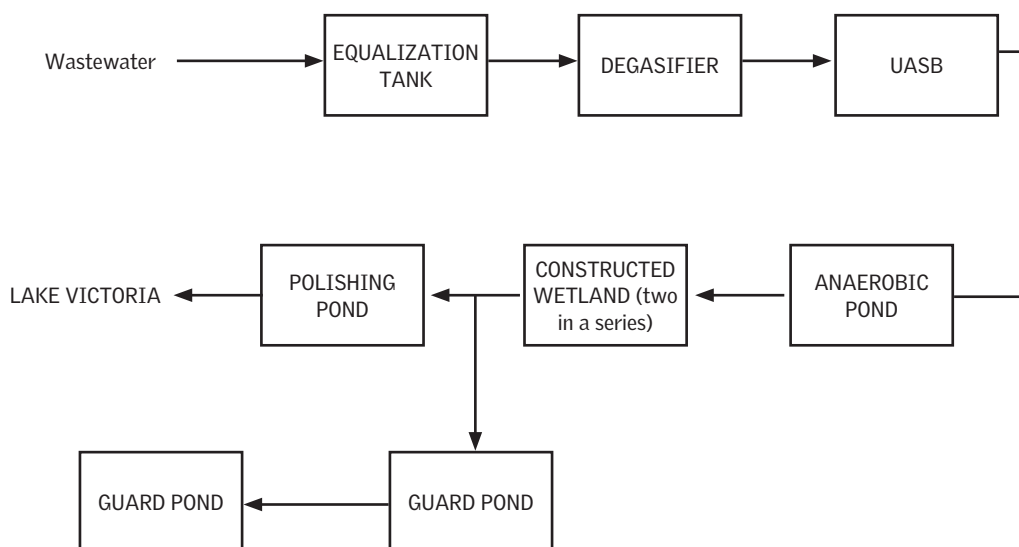 Wastewater
EQUALIZATION
TANK
DEGASIFIER
UASB
LAKE VICTORIA
POLISHING
POND
CONSTRUCTED
WETLAND (two
in a series)
ANAEROBIC
POND
GUARD POND
GUARD POND